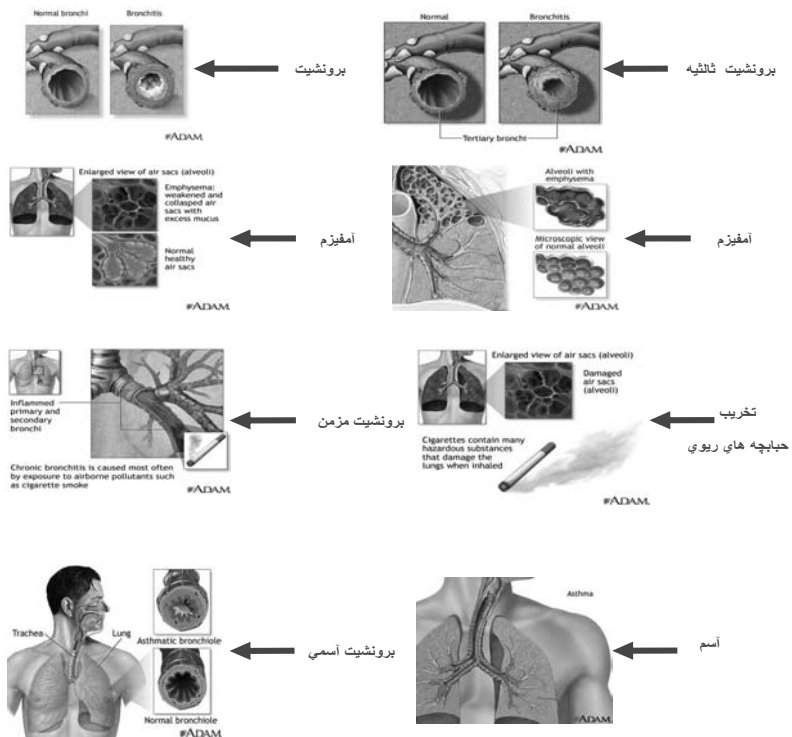 Normal bronchi
Bronchitis
برونشيت
ADAM.
Normal
Bronchitis
Tertiary bronchi
برونشيت ثالثيه
ADAM.
Enlarged view of air sacs (alveoli)
Emphysema:
weakened and
collasped air
sacs with
excess mucus
Normal
healthy
air sacs
آمفيزم
ADAM.
Alveoli with
emphysema
Microscopic view
of normal alveoli
آمفيزم
ADAM.
Inflammed
primary and
secondary
bronchi
Chronic bronchitis is caused most often
by exposure to airborne pollutants such
as cigarette smoke
برونشيت مزمن
ADAM.
Enlarged view of air sacs (alveoli)
Damaged
air sacs
(alveoli)
Cigarettes contain many
hazardous substances
that damage the
lungs when inhaled
تخريب
حبابچه هاي ريوي
ADAM.
Trachea
Lung
Asthmatic bronchiole
Normal bronchiole
برونشيت آسمي
ADAM.
Asthma
آسم
ADAM.